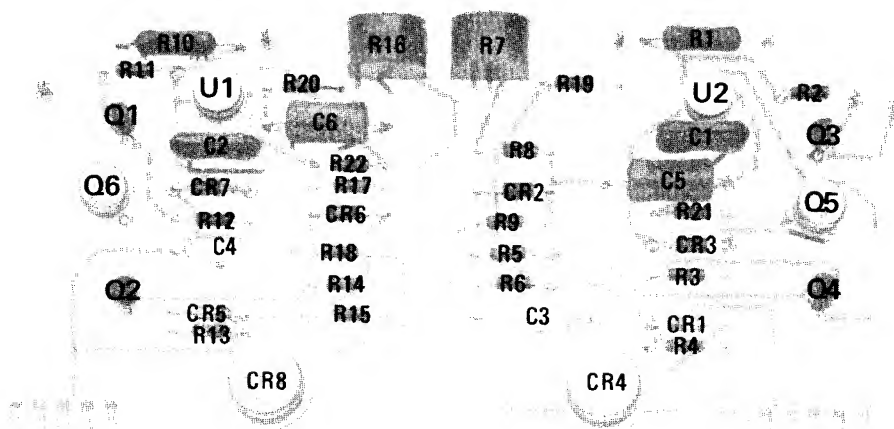 R10 R16 R7 R1
R11 U1 R20 R19 U2 R2
Q1 C6 C1 Q3
C2 R22 R8
Q6 CR7 R17 CR2 C5 Q5
R12 CR6 R9 R21
C4 R18 R5 CR3
Q2 R14 R6 R3 Q4
CR5 R15 C3 CR1
R13 R4
CR8 CR4